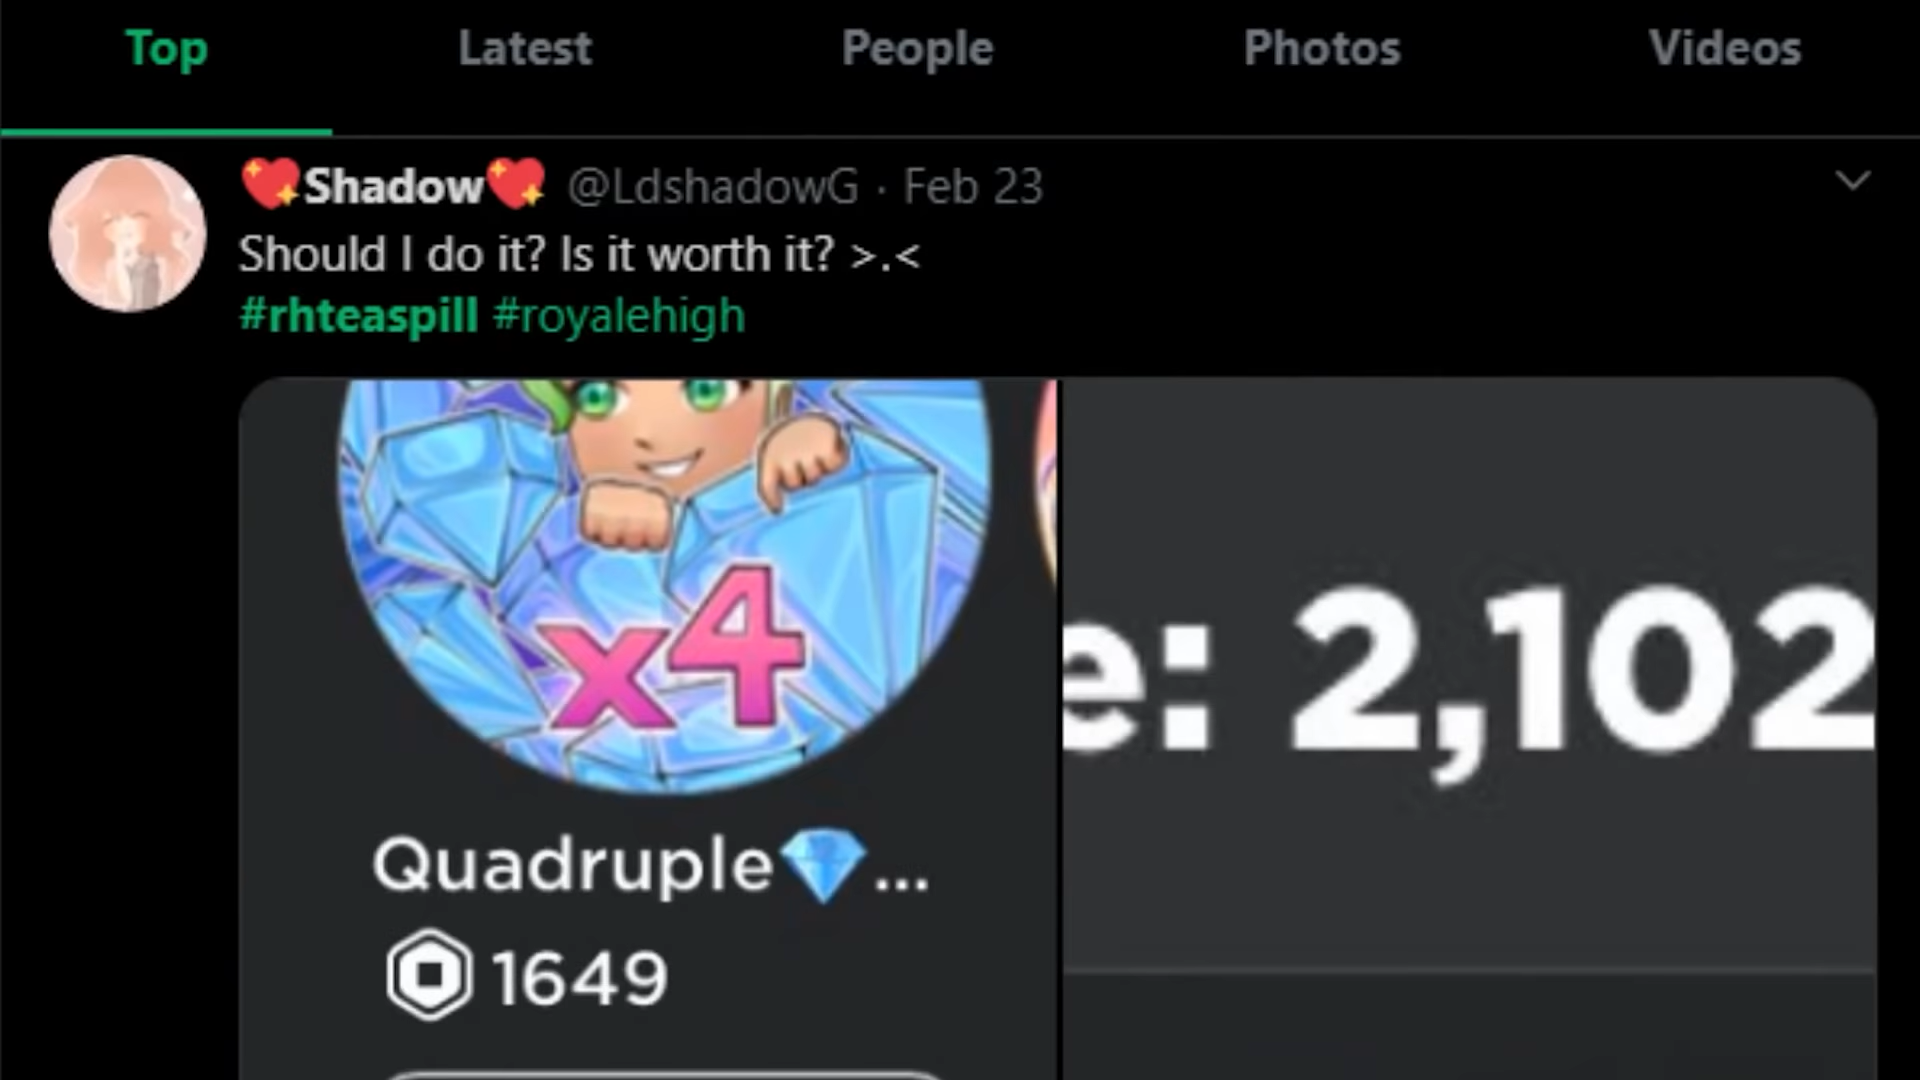 Top Latest People Photos Videos
💖Shadow💖 @LdshadowG · Feb 23
Should I do it? Is it worth it? >.<
#rhteaspill #royalehigh
x4
Quadruple💎...
1649
e: 2,102